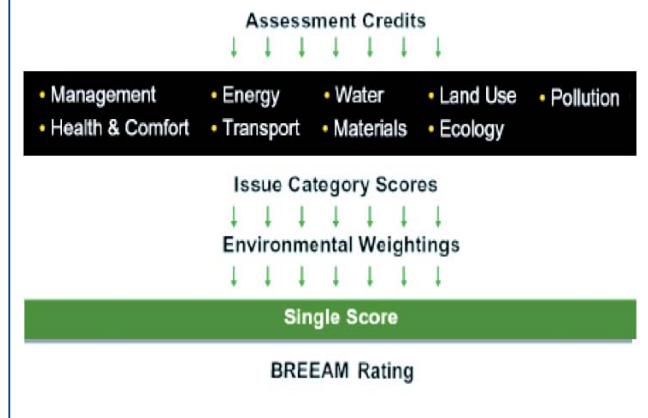 Assessment Credits
• Management • Energy • Water • Land Use • Pollution
• Health & Comfort • Transport • Materials • Ecology
Issue Category Scores
Environmental Weightings
Single Score
BREEAM Rating